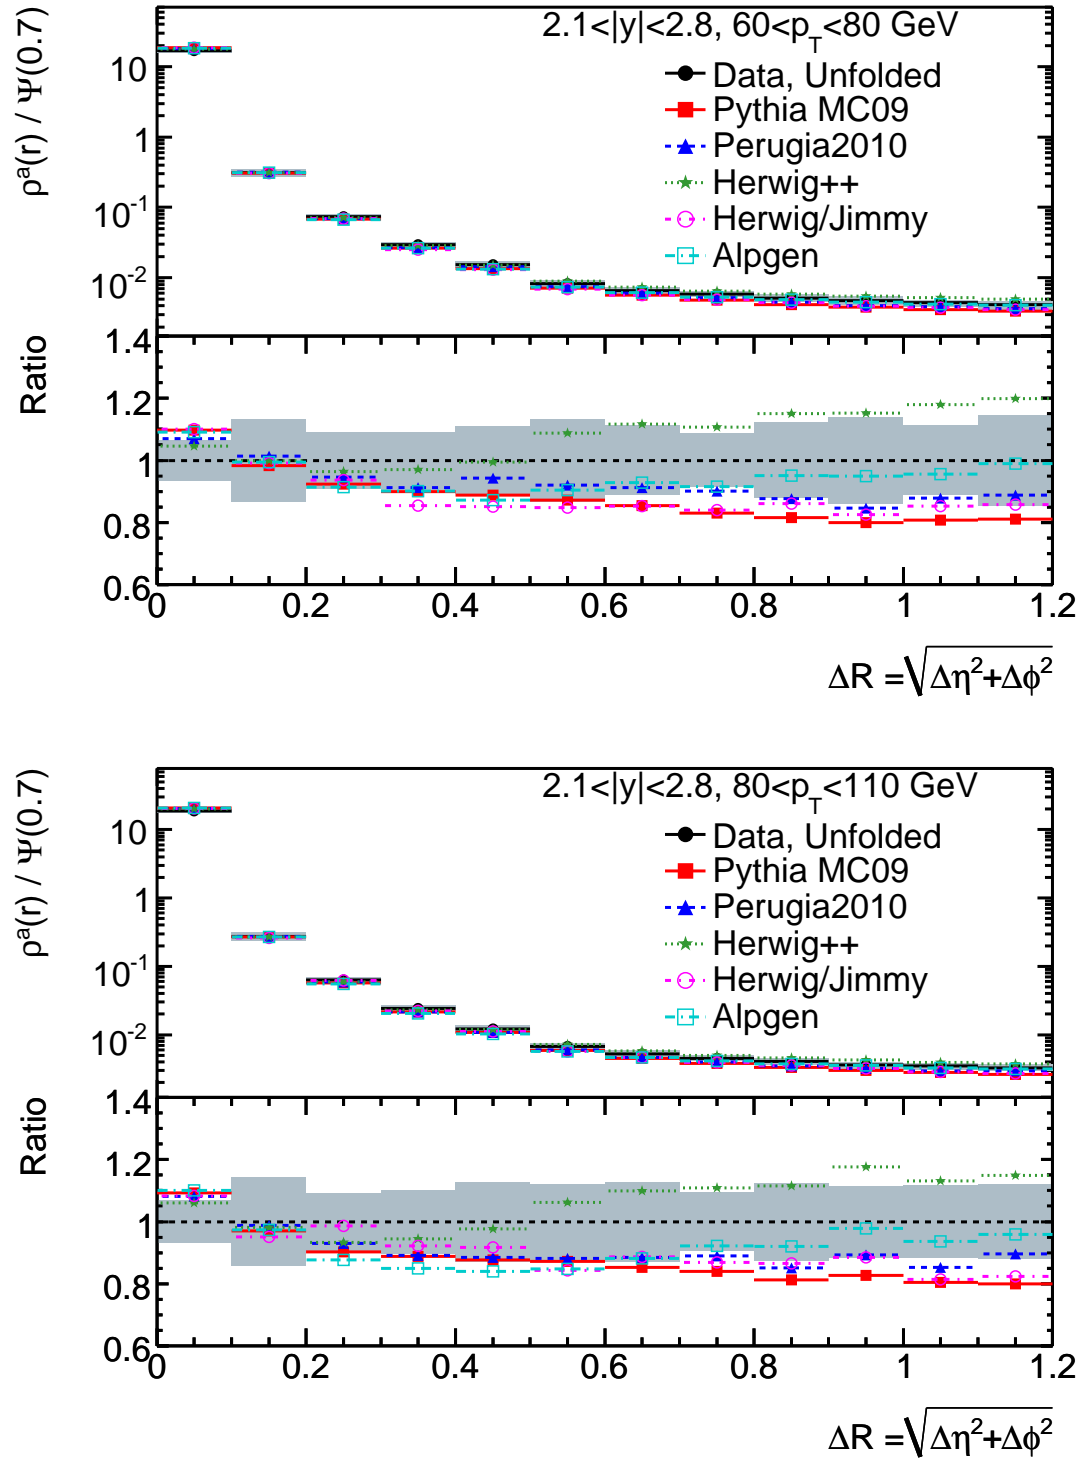 2.1<|y|<2.8, 60<p_T<80 GeV
ρ^a(r) / Ψ(0.7)
10
1
10^-1
10^-2
Data, Unfolded
Pythia MC09
Perugia2010
Herwig++
Herwig/Jimmy
Alpgen
Ratio
1.4
1.2
1
0.8
0.6
0 0.2 0.4 0.6 0.8 1 1.2
ΔR = √Δη²+Δϕ²
2.1<|y|<2.8, 80<p_T<110 GeV
ρ^a(r) / Ψ(0.7)
10
1
10^-1
10^-2
Data, Unfolded
Pythia MC09
Perugia2010
Herwig++
Herwig/Jimmy
Alpgen
Ratio
1.4
1.2
1
0.8
0.6
0 0.2 0.4 0.6 0.8 1 1.2
ΔR = √Δη²+Δϕ²